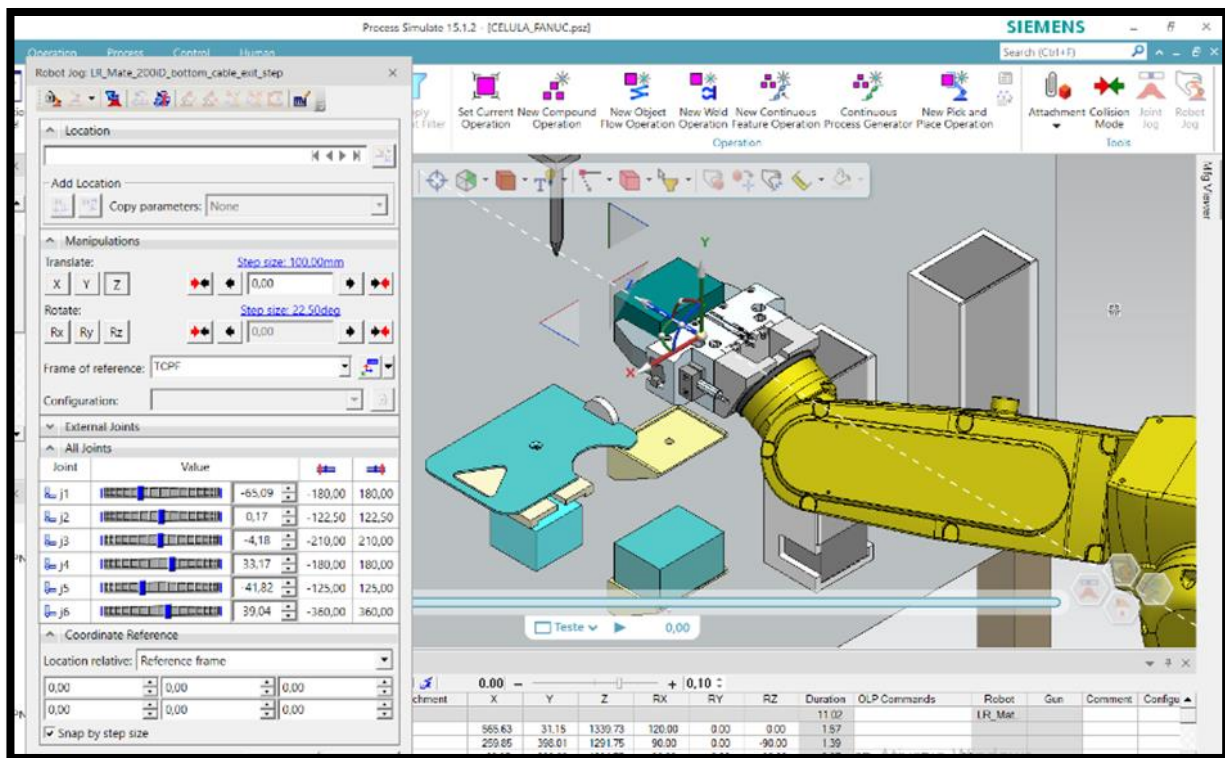 Process Simulate 15.1.2 - [CELULA_FANUC.psz]
SIEMENS
Operation Process Control Human
Search (Ctrl+F)
Robot Jog: LR_Mate_200iD_bottom_cable_exit_step
Set Current Operation
New Compound Operation
New Object Flow Operation
New Weld Operation
New Continuous Feature Operation
Continuous Process Generator
New Pick and Place Operation
Attachment
Collision Mode
Joint Jog
Robot Jog
Filter
Operation
Tools
Location
Add Location
Copy parameters: None
Manipulations
Translate:
Step size: 100,00mm
X Y Z
0,00
Rotate:
Step size: 22,50deg
Rx Ry Rz
0,00
Frame of reference: TCPF
Configuration:
External Joints
All Joints
Joint Value
j1 -65,09 -180,00 180,00
j2 0,17 -122,50 122,50
j3 -4,18 -210,00 210,00
j4 33,17 -180,00 180,00
j5 -41,82 -125,00 125,00
j6 39,04 -360,00 360,00
Coordinate Reference
Location relative: Reference frame
0,00 0,00 0,00
0,00 0,00 0,00
Snap by step size
Mfg Viewer
Y
X
Teste 0,00
0.00 - + 0,10
X Y Z RX RY RZ Duration OLP Commands Robot Gun Comment Configu
11.02 LR_Mat..
565.63 31.15 1339.73 120.00 0.00 0.00 1.57
259.85 398.01 1291.75 90.00 0.00 -90.00 1.39